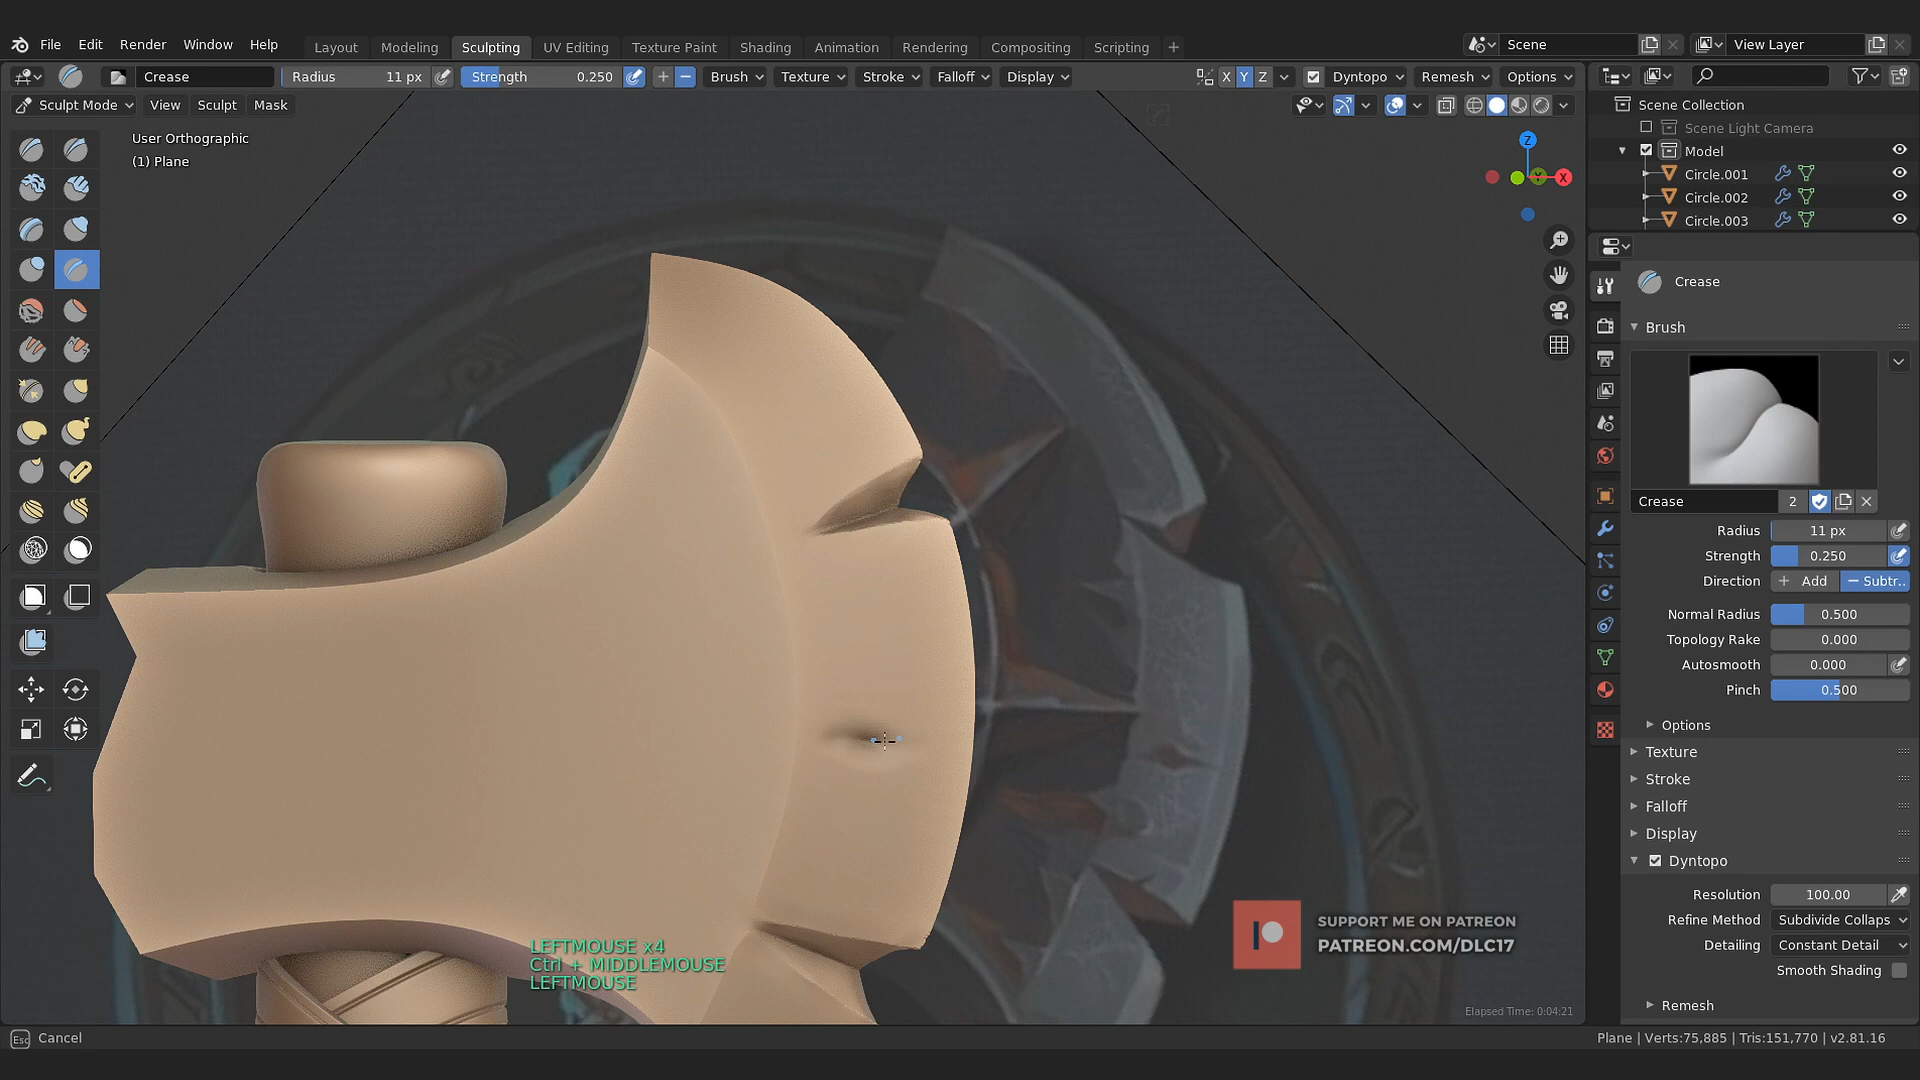 File Edit Render Window Help Layout Modeling Sculpting UV Editing Texture Paint Shading Animation Rendering Compositing Scripting + Scene View Layer
Crease Radius 11 px Strength 0.250 Brush Texture Stroke Falloff Display X Y Z Dyntopo Remesh Options
Sculpt Mode View Sculpt Mask
User Orthographic
(1) Plane
Z
X
Scene Collection
Scene Light Camera
Model
Circle.001
Circle.002
Circle.003
Crease
Brush
Crease 2
Radius 11 px
Strength 0.250
Direction + Add − Subtr..
Normal Radius 0.500
Topology Rake 0.000
Autosmooth 0.000
Pinch 0.500
Options
Texture
Stroke
Falloff
Display
Dyntopo
Resolution 100.00
Refine Method Subdivide Collaps
Detailing Constant Detail
Smooth Shading
Remesh
SUPPORT ME ON PATREON
PATREON.COM/DLC17
LEFTMOUSE x4
Ctrl + MIDDLEMOUSE
LEFTMOUSE
Elapsed Time: 0:04:21
Esc Cancel
Plane | Verts:75,885 | Tris:151,770 | v2.81.16